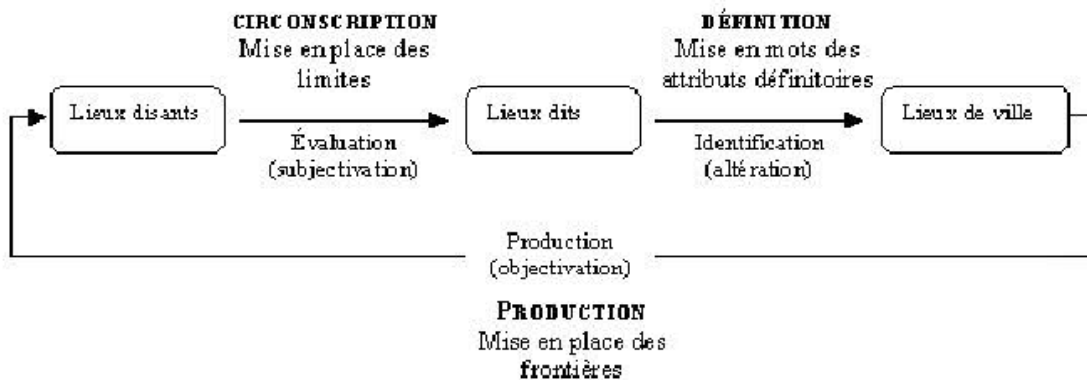 CIRCONSCRIPTION
Mise en place des
limites
DÉFINITION
Mise en mots des
attributs définitoires
Lieux disants
Lieux dits
Lieux de ville
Évaluation
(subjectivation)
Identification
(altération)
Production
(objectivation)
PRODUCTION
Mise en place des
frontières